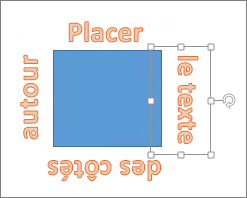 Placer
le texte
des côtés
autour